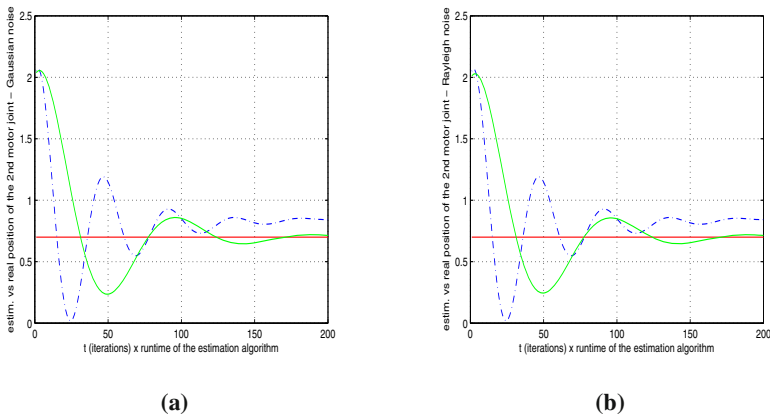 estim. vs real position of the 2nd motor joint – Gaussian noise
2.5
2
1.5
1
0.5
0
0 50 100 150 200
t (iterations) x runtime of the estimation algorithm
(a)
estim. vs real position of the 2nd motor joint – Rayleigh noise
2.5
2
1.5
1
0.5
0
0 50 100 150 200
t (iterations) x runtime of the estimation algorithm
(b)